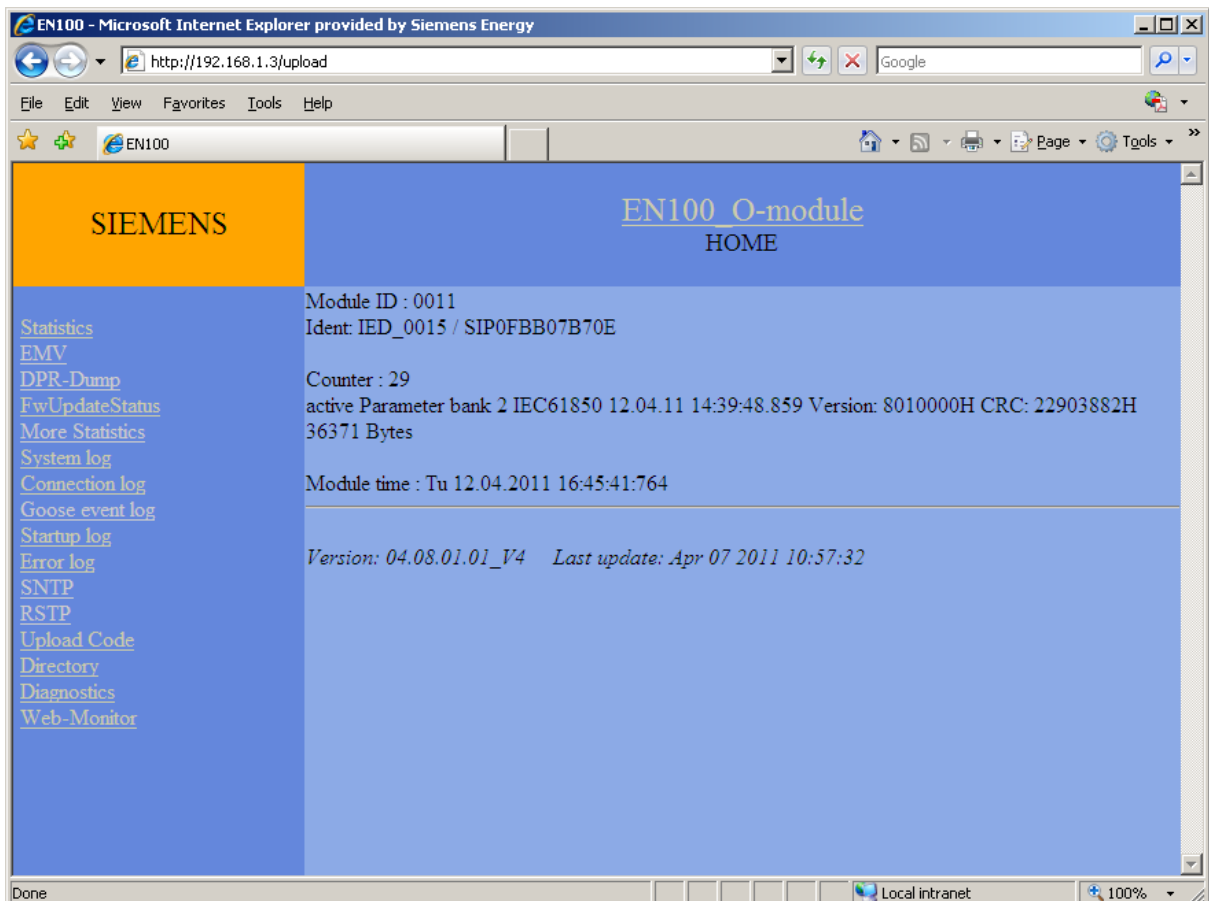 EN100 - Microsoft Internet Explorer provided by Siemens Energy
http://192.168.1.3/upload
Google
File Edit View Favorites Tools Help
EN100
Page Tools »
SIEMENS
EN100_O-module
HOME
Statistics
EMV
DPR-Dump
FwUpdateStatus
More Statistics
System log
Connection log
Goose event log
Startup log
Error log
SNTP
RSTP
Upload Code
Directory
Diagnostics
Web-Monitor
Module ID : 0011
Ident: IED_0015 / SIP0FBB07B70E
Counter : 29
active Parameter bank 2 IEC61850 12.04.11 14:39:48.859 Version: 8010000H CRC: 22903882H
36371 Bytes
Module time : Tu 12.04.2011 16:45:41:764
Version: 04.08.01.01_V4 Last update: Apr 07 2011 10:57:32
Done
Local intranet
100%